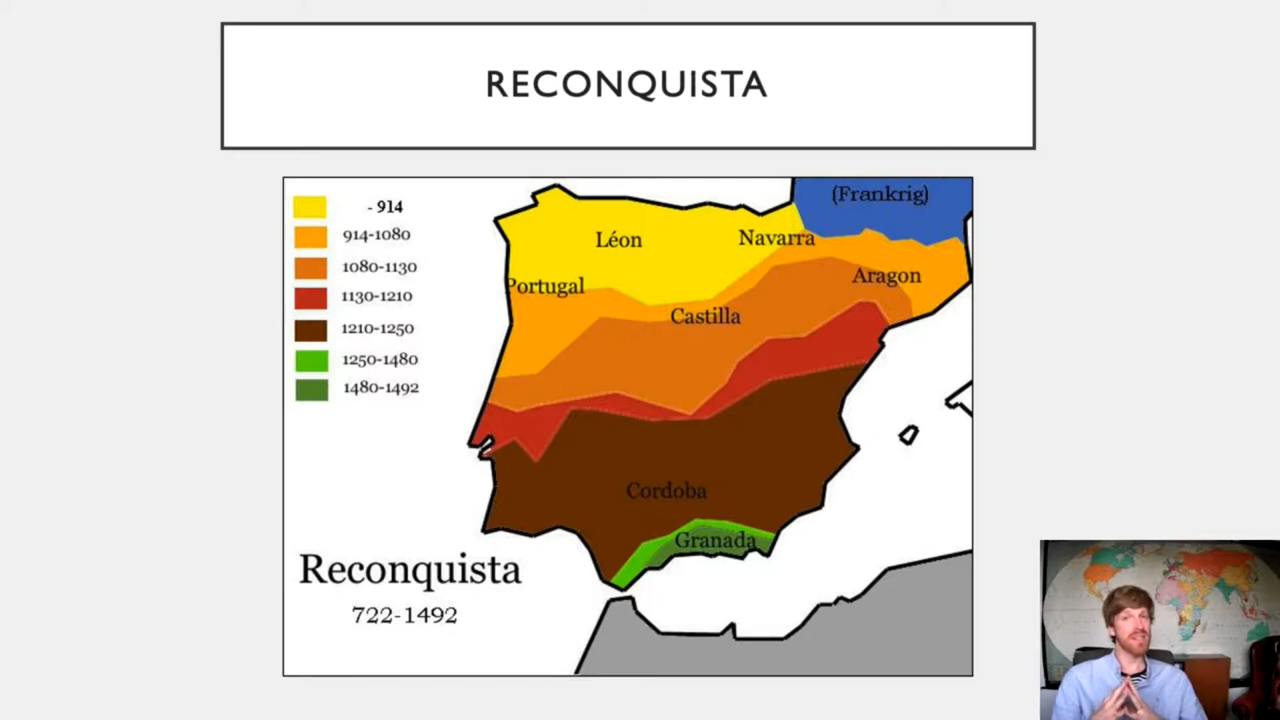 RECONQUISTA
- 914
914-1080
1080-1130
1130-1210
1210-1250
1250-1480
1480-1492
(Frankrig)
Léon
Navarra
Portugal
Aragon
Castilla
Cordoba
Granada
Reconquista
722-1492